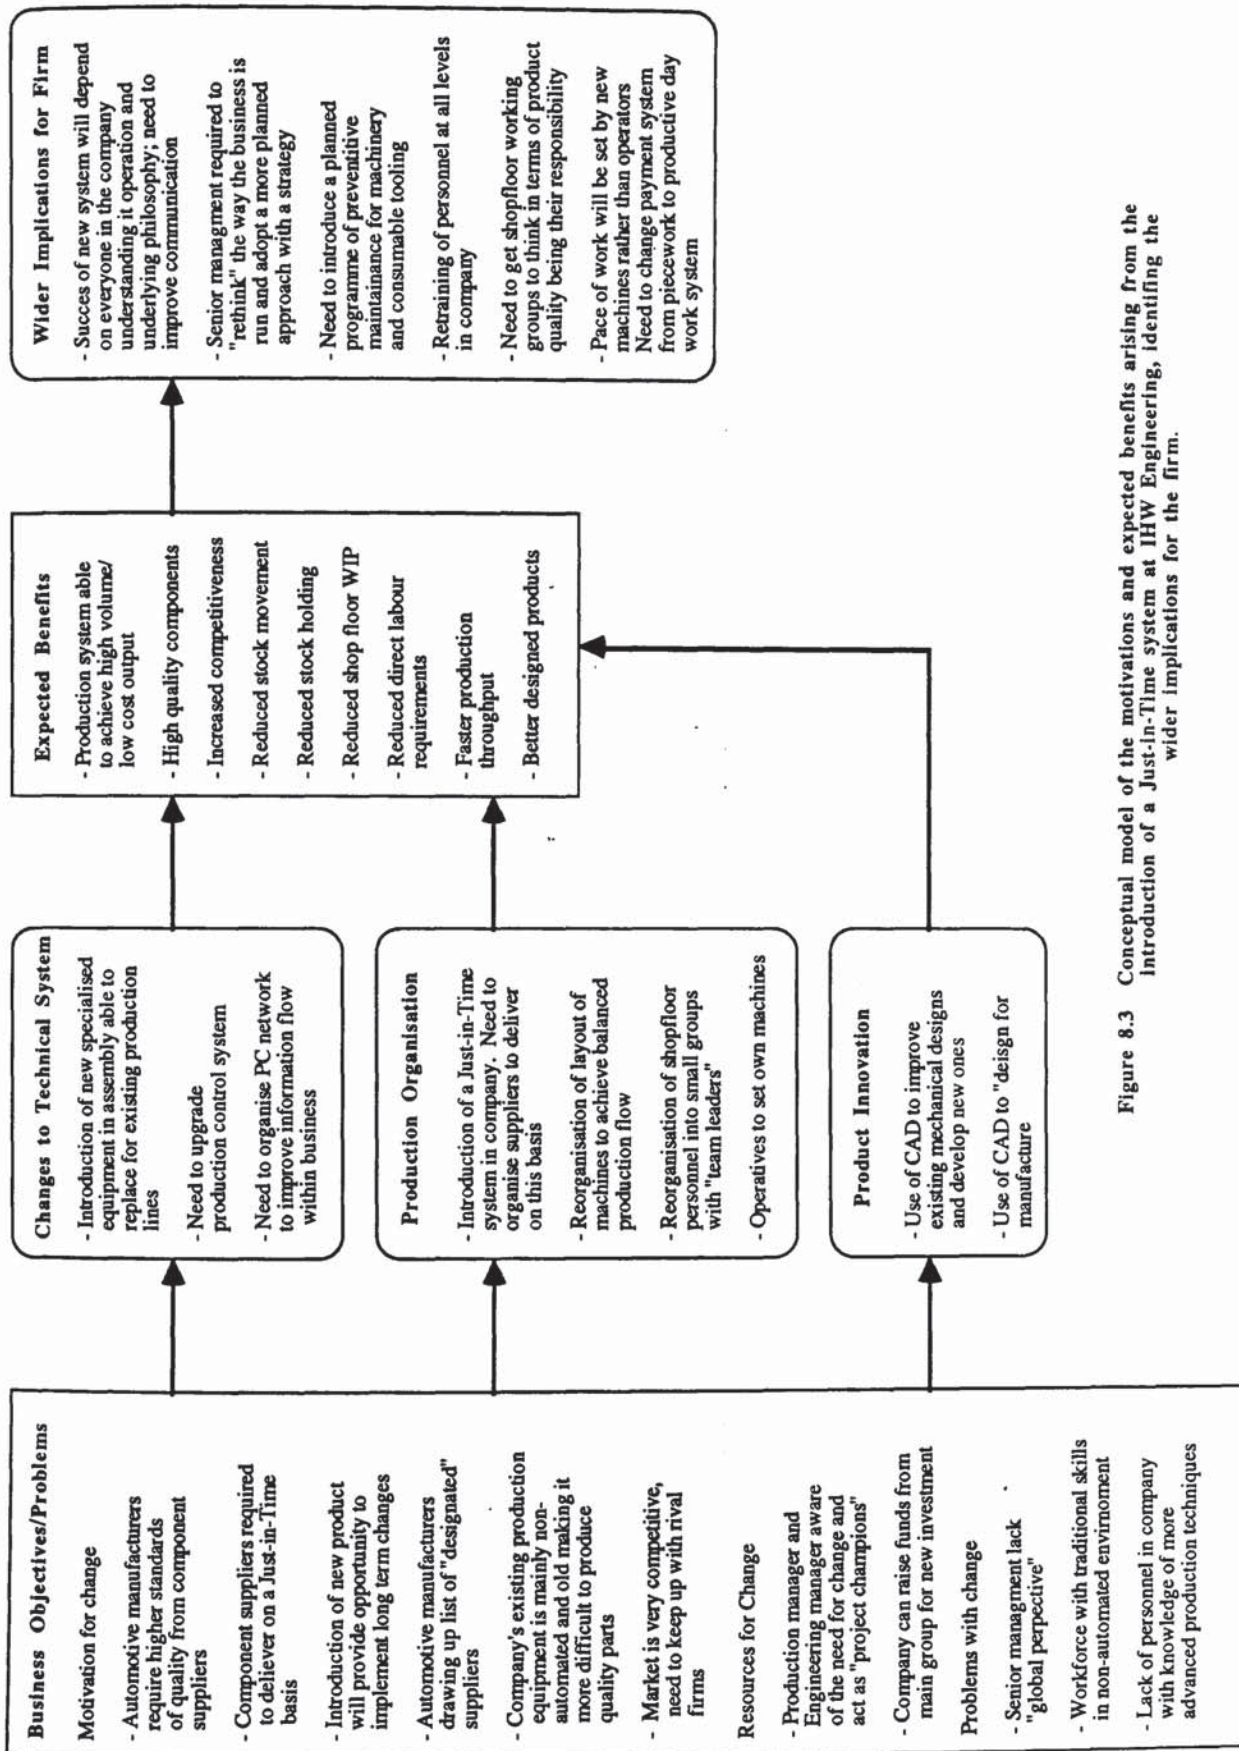 Business Objectives/Problems
Motivation for change
- Automotive manufacturers
require higher standards
of quality from component
suppliers
- Component suppliers required
to deliever on a Just-in-Time
basis
- Introduction of new product
will provide opportunity to
implement long term changes
- Automotive manufacturers
drawing up list of "designated"
suppliers
- Company's existing production
equipment is mainly non-
automated and old making it
more difficult to produce
quality parts
- Market is very competitive,
need to keep up with rival
firms
Resources for Change
- Production manager and
Engineering manager aware
of the need for change and
act as "project champions"
- Company can raise funds from
main group for new investment
Problems with change
- Senior managment lack
"global perpective"
- Workforce with traditional skills
in non-automated envirnoment
- Lack of personnel in company
with knowledge of more
advanced production techniques
Changes to Technical System
- Introduction of new specialised
equipment in assembly able to
replace for existing production
lines
- Need to upgrade
production control system
- Need to organise PC network
to improve information flow
within business
Production Organisation
- Introduction of a Just-in-Time
system in company. Need to
organise suppliers to deliver
on this basis
- Reorganisation of layout of
machines to achieve balanced
production flow
- Reorganisation of shopfloor
personnel into small groups
with "team leaders"
- Operatives to set own machines
Product Innovation
- Use of CAD to improve
existing mechanical designs
and develop new ones
- Use of CAD to "deisgn for
manufacture
Expected Benefits
- Production system able
to achieve high volume/
low cost output
- High quality components
- Increased competitiveness
- Reduced stock movement
- Reduced stock holding
- Reduced shop floor WIP
- Reduced direct labour
requirements
- Faster production
throughput
- Better designed products
Wider Implications for Firm
- Succes of new system will depend
on everyone in the company
understanding it operation and
underlying philosophy; need to
improve communication
- Senior managment required to
"rethink" the way the business is
run and adopt a more planned
approach with a strategy
- Need to introduce a planned
programme of preventitive
maintainance for machinery
and consumable tooling
- Retraining of personnel at all levels
in company
- Need to get shopfloor working
groups to think in terms of product
quality being their responsibility
- Pace of work will be set by new
machines rather than operators
Need to change payment system
from piecework to productive day
work system
Figure 8.3 Conceptual model of the motivations and expected benefits arising from the
introduction of a Just-in-Time system at IHW Engineering, identifing the
wider implications for the firm.